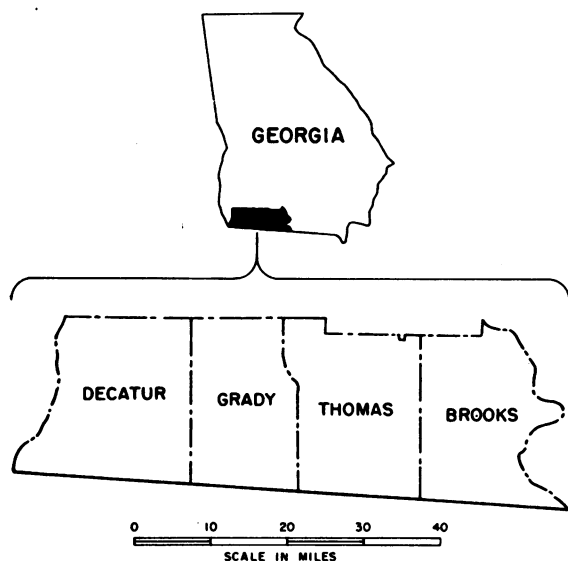 GEORGIA
DECATUR
GRADY
THOMAS
BROOKS
0 10 20 30 40
SCALE IN MILES